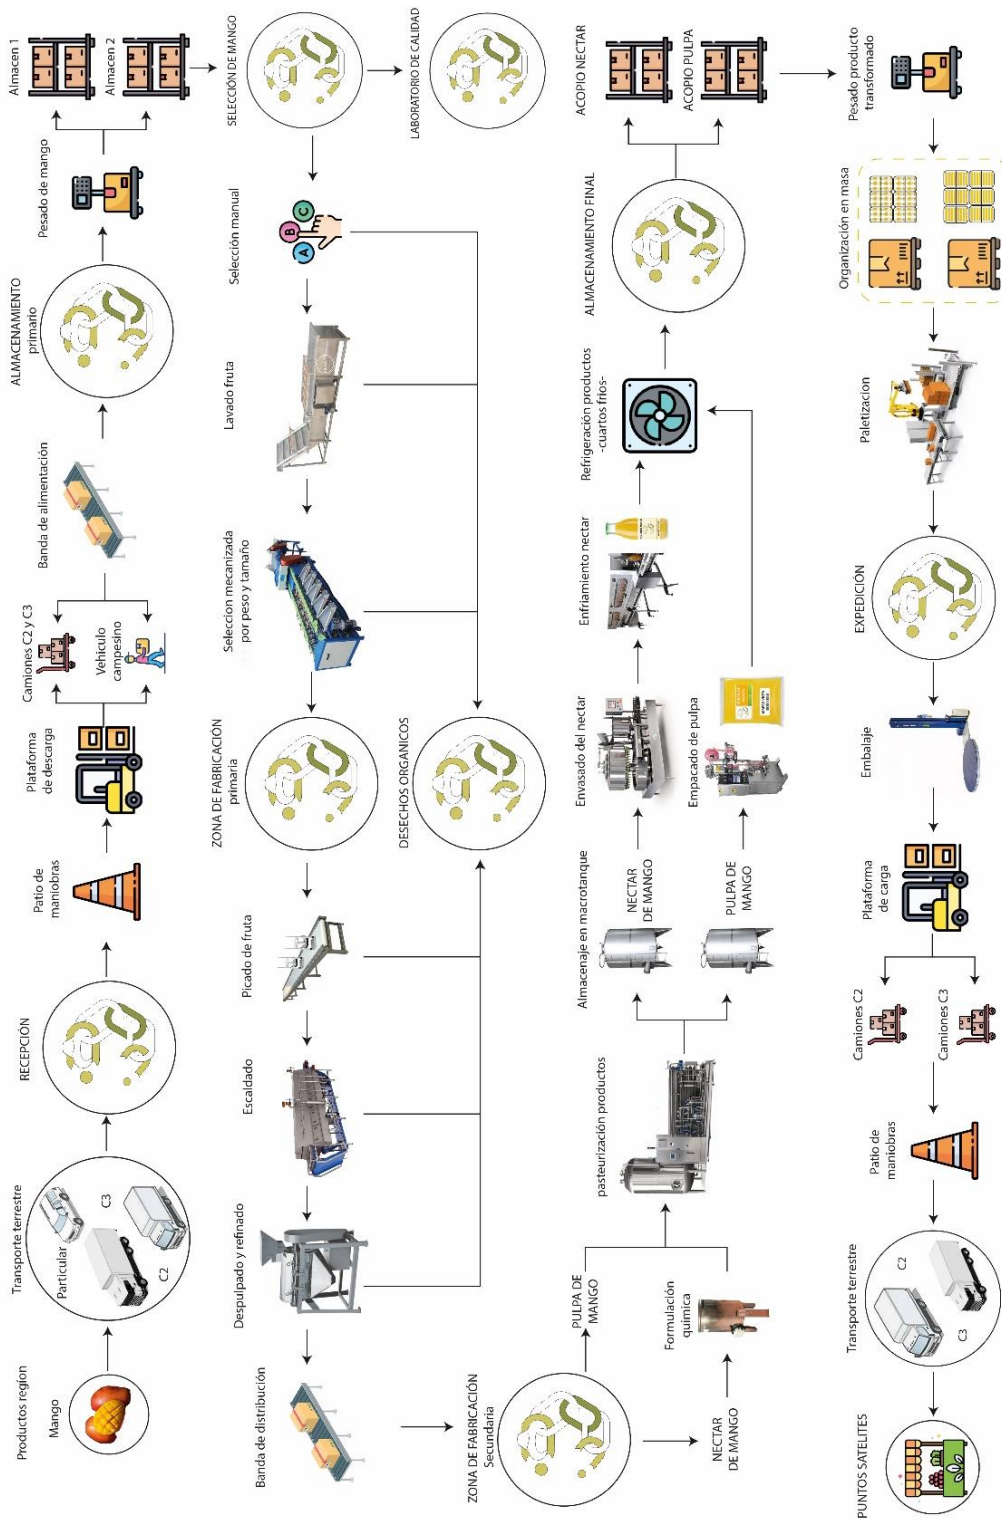 Productos region
Mango
Transporte terrestre
Particular
C3
C2
RECEPCIÓN
Patio de
maniobras
Plataforma
de descarga
Camiones C2 y C3
Vehiculo
campesino
Banda de alimentación
ALMACENAMIENTO
primario
Pesado de mango
Almacen 1
Almacen 2
SELECCIÓN DE MANGO
LABORATORIO DE CALIDAD
Selección manual
A
B
C
Lavado fruta
Selección mecanizada
por peso y tamaño
ZONA DE FABRICACIÓN
primaria
DESECHOS ORGANICOS
Picado de fruta
Escaldado
Despulpado y refinado
Banda de distribución
ZONA DE FABRICACIÓN
Secundaria
PULPA DE
MANGO
NECTAR
DE MANGO
Formulación
quimica
pasteurización productos
Almacenaje en macrotanque
NECTAR
DE MANGO
PULPA DE
MANGO
Envasado del nectar
Empacado de pulpa
Enfriamiento nectar
Refrigeración productos
-cuartos frios-
ALMACENAMIENTO FINAL
ACOPIO NECTAR
ACOPIO PULPA
Pesado producto
transformado
Organización en masa
Paletizacion
EXPEDICIÓN
Embalaje
Plataforma
de carga
Camiones C2
Camiones C3
Patio de
maniobras
Transporte terrestre
C2
C3
PUNTOS SATELITES